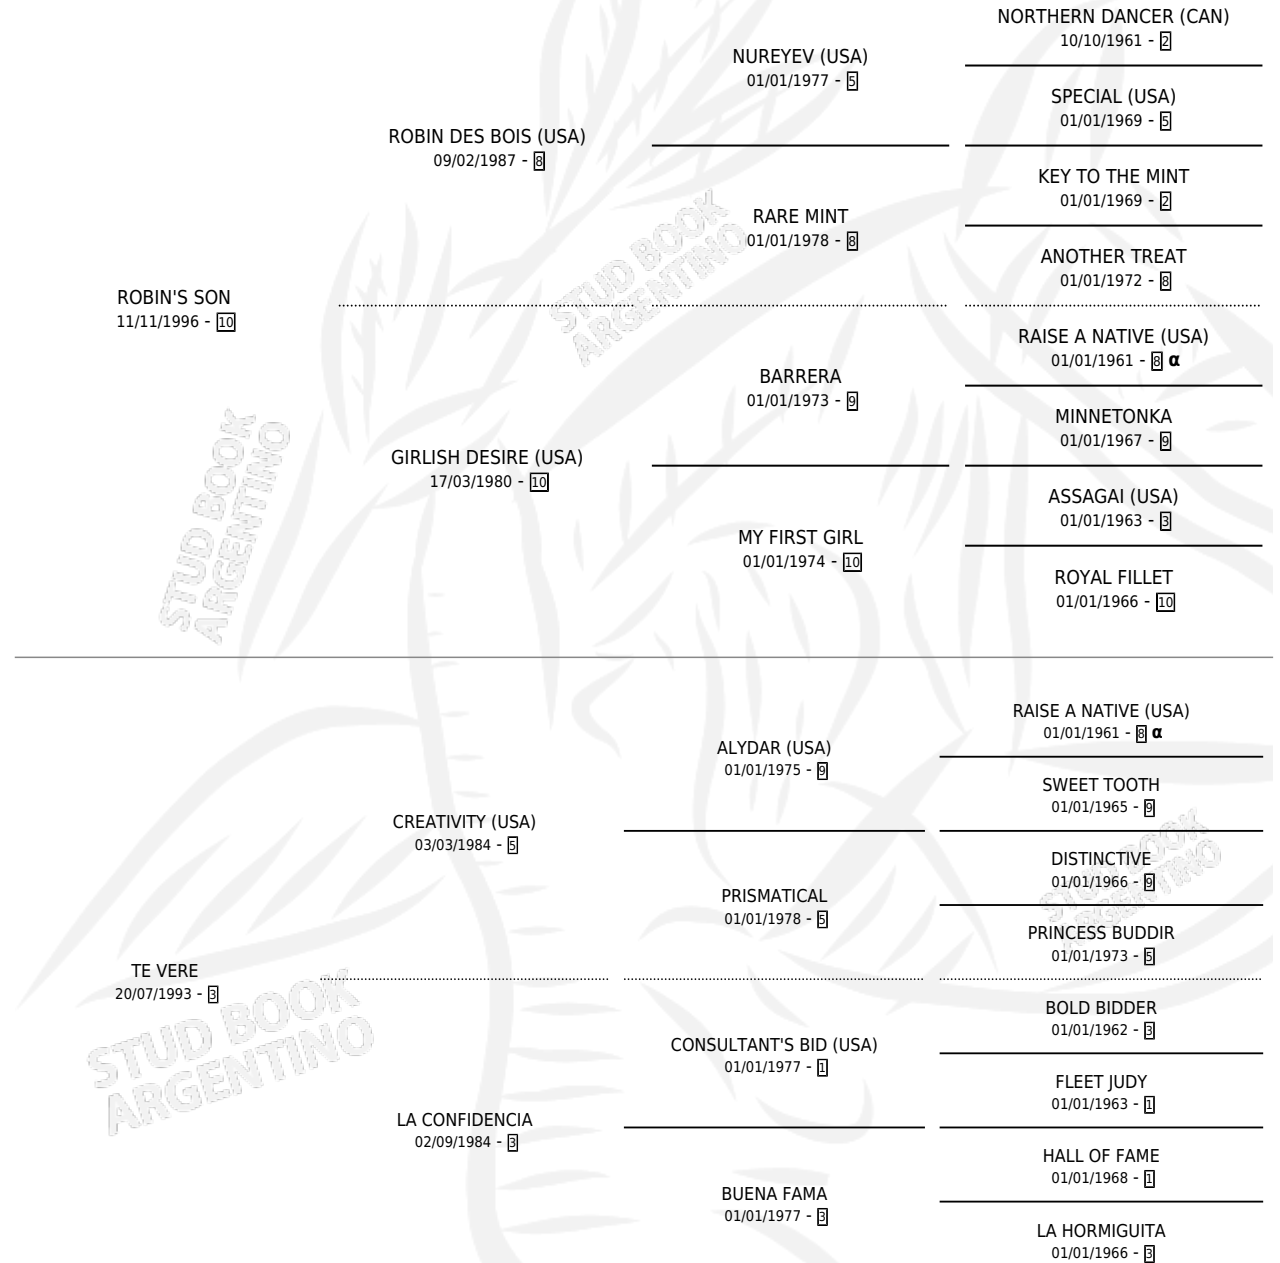 NORTHERN DANCER (CAN)
10/10/1961 - 2
NUREYEV (USA)
01/01/1977 - 5
SPECIAL (USA)
01/01/1969 - 5
ROBIN DES BOIS (USA)
09/02/1987 - 8
KEY TO THE MINT
01/01/1969 - 2
RARE MINT
01/01/1978 - 8
ANOTHER TREAT
01/01/1972 - 8
ROBIN'S SON
11/11/1996 - 10
RAISE A NATIVE (USA)
01/01/1961 - 8 α
BARRERA
01/01/1973 - 9
MINNETONKA
01/01/1967 - 9
GIRLISH DESIRE (USA)
17/03/1980 - 10
ASSAGAI (USA)
01/01/1963 - 3
MY FIRST GIRL
01/01/1974 - 10
ROYAL FILLET
01/01/1966 - 10
RAISE A NATIVE (USA)
01/01/1961 - 8 α
ALYDAR (USA)
01/01/1975 - 9
SWEET TOOTH
01/01/1965 - 9
CREATIVITY (USA)
03/03/1984 - 5
DISTINCTIVE
01/01/1966 - 9
PRISMATICAL
01/01/1978 - 5
PRINCESS BUDDIR
01/01/1973 - 5
TE VERE
20/07/1993 - 3
BOLD BIDDER
01/01/1962 - 3
CONSULTANT'S BID (USA)
01/01/1977 - 1
FLEET JUDY
01/01/1963 - 1
LA CONFIDENCIA
02/09/1984 - 3
HALL OF FAME
01/01/1968 - 1
BUENA FAMA
01/01/1977 - 3
LA HORMIGUITA
01/01/1966 - 3
STUD BOOK
ARGENTINO
STUD BOOK
ARGENTINO
STUD BOOK
ARGENTINO
STUD BOOK
ARGENTINO